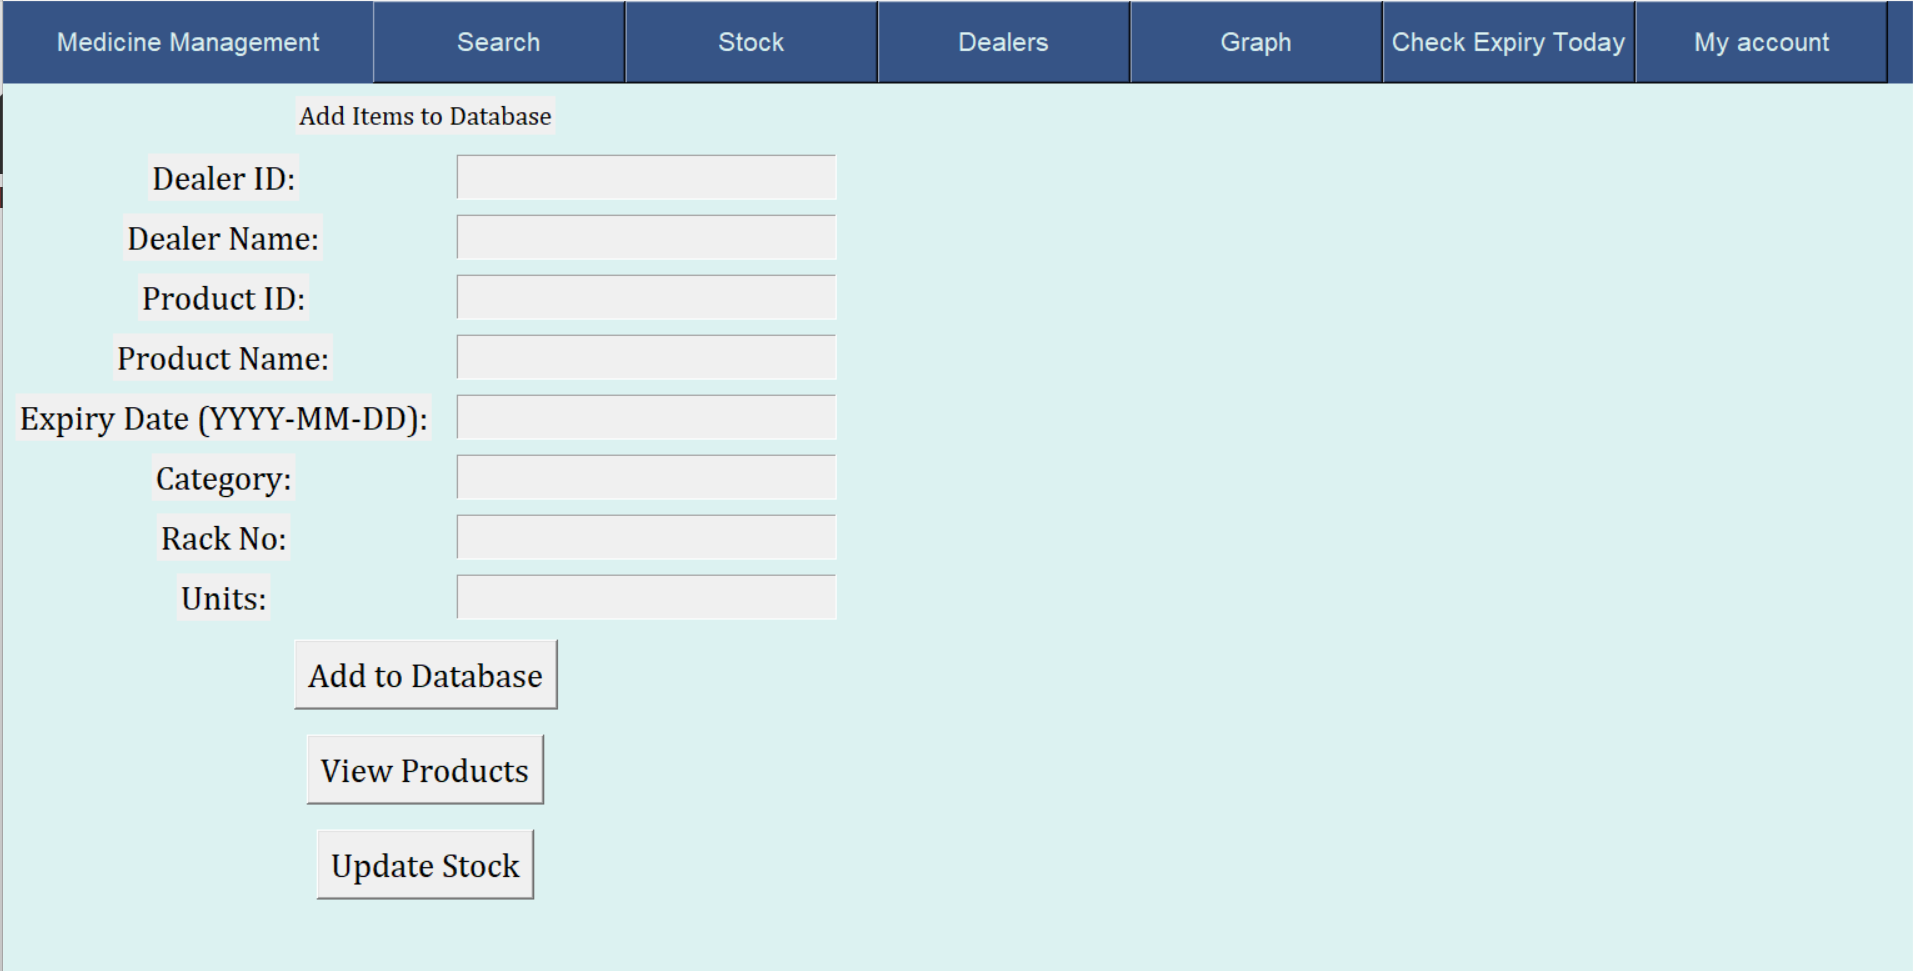 Medicine Management Search Stock Dealers Graph Check Expiry Today My account
Add Items to Database
Dealer ID:
Dealer Name:
Product ID:
Product Name:
Expiry Date (YYYY-MM-DD):
Category:
Rack No:
Units:
Add to Database
View Products
Update Stock